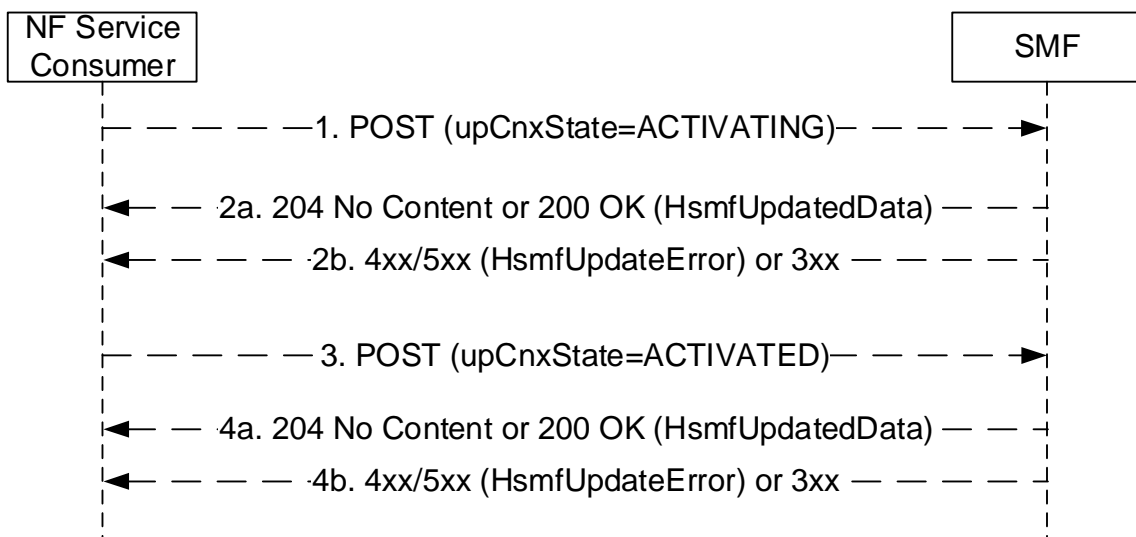 NF Service
Consumer
SMF
1. POST (upCnxState=ACTIVATING)
2a. 204 No Content or 200 OK (HsmfUpdatedData)
2b. 4xx/5xx (HsmfUpdateError) or 3xx
3. POST (upCnxState=ACTIVATED)
4a. 204 No Content or 200 OK (HsmfUpdatedData)
4b. 4xx/5xx (HsmfUpdateError) or 3xx